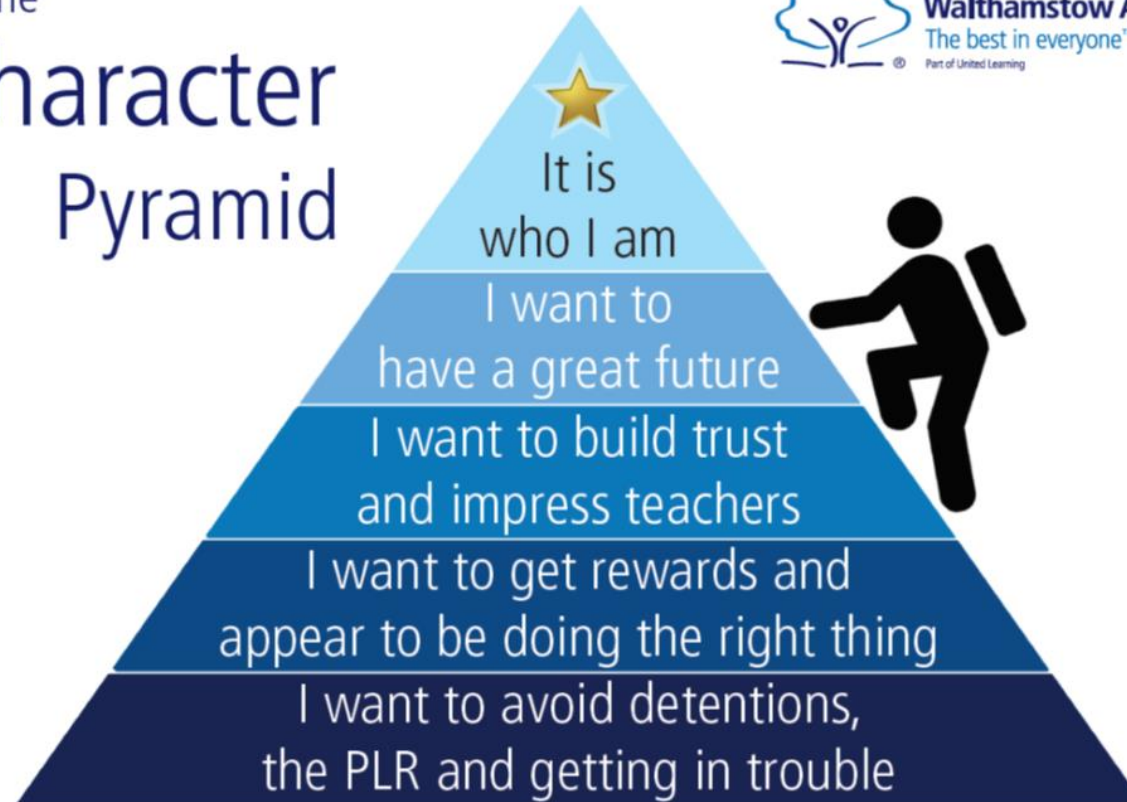 he
haracter
Pyramid
Walthamstow A
The best in everyone™
Part of United Learning
®
It is
who I am
I want to
have a great future
I want to build trust
and impress teachers
I want to get rewards and
appear to be doing the right thing
I want to avoid detentions,
the PLR and getting in trouble